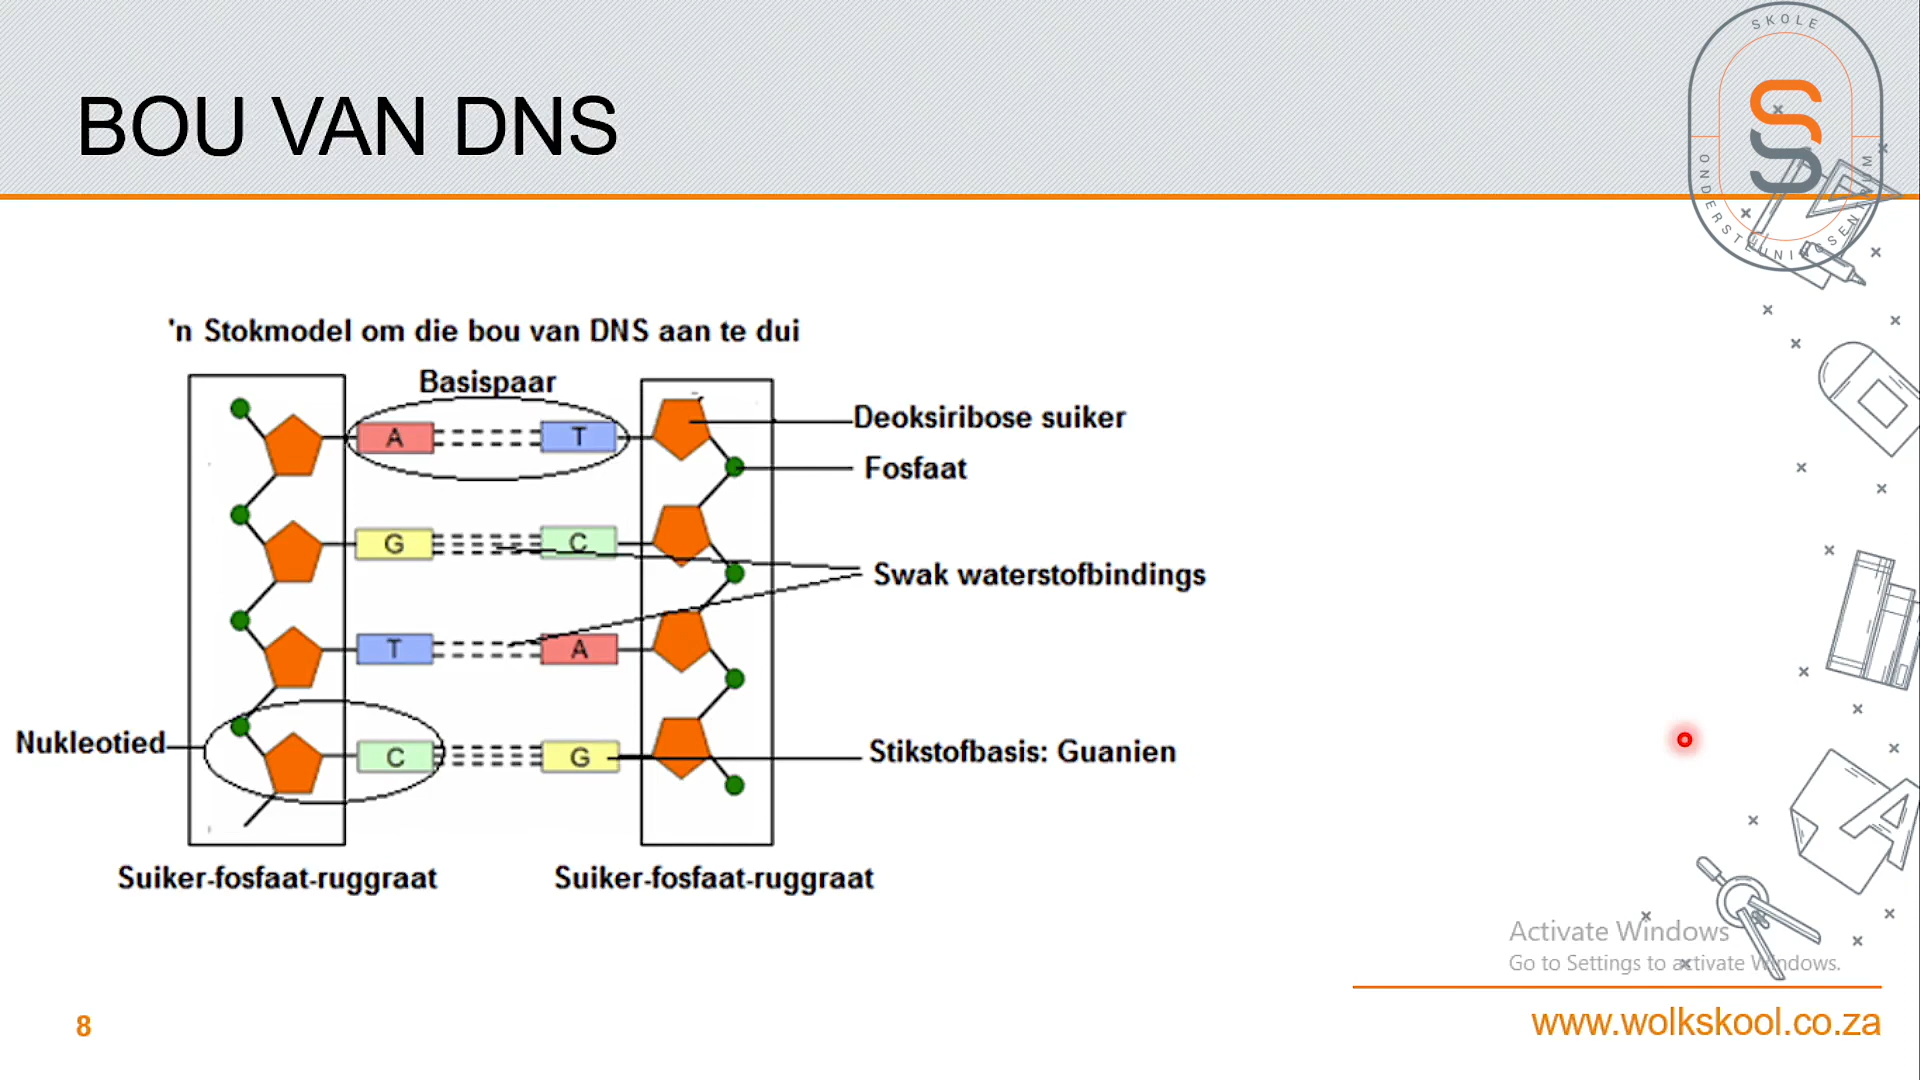 SKOLE
ONDERSTEUNINGSSENTRUM
BOU VAN DNS
'n Stokmodel om die bou van DNS aan te dui
Basispaar
A T
Deoksiribose suiker
Fosfaat
G C
Swak waterstofbindings
T A
Nukleotied
C G
Stikstofbasis: Guanien
Suiker-fosfaat-ruggraat Suiker-fosfaat-ruggraat
Activate Windows
Go to Settings to activate Windows.
8
www.wolkskool.co.za